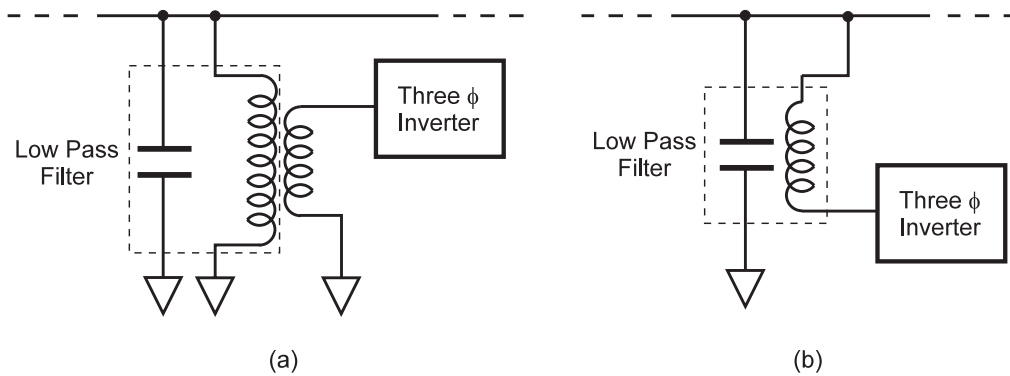 Three ϕ
Inverter
Low Pass
Filter
(a)
Low Pass
Filter
Three ϕ
Inverter
(b)